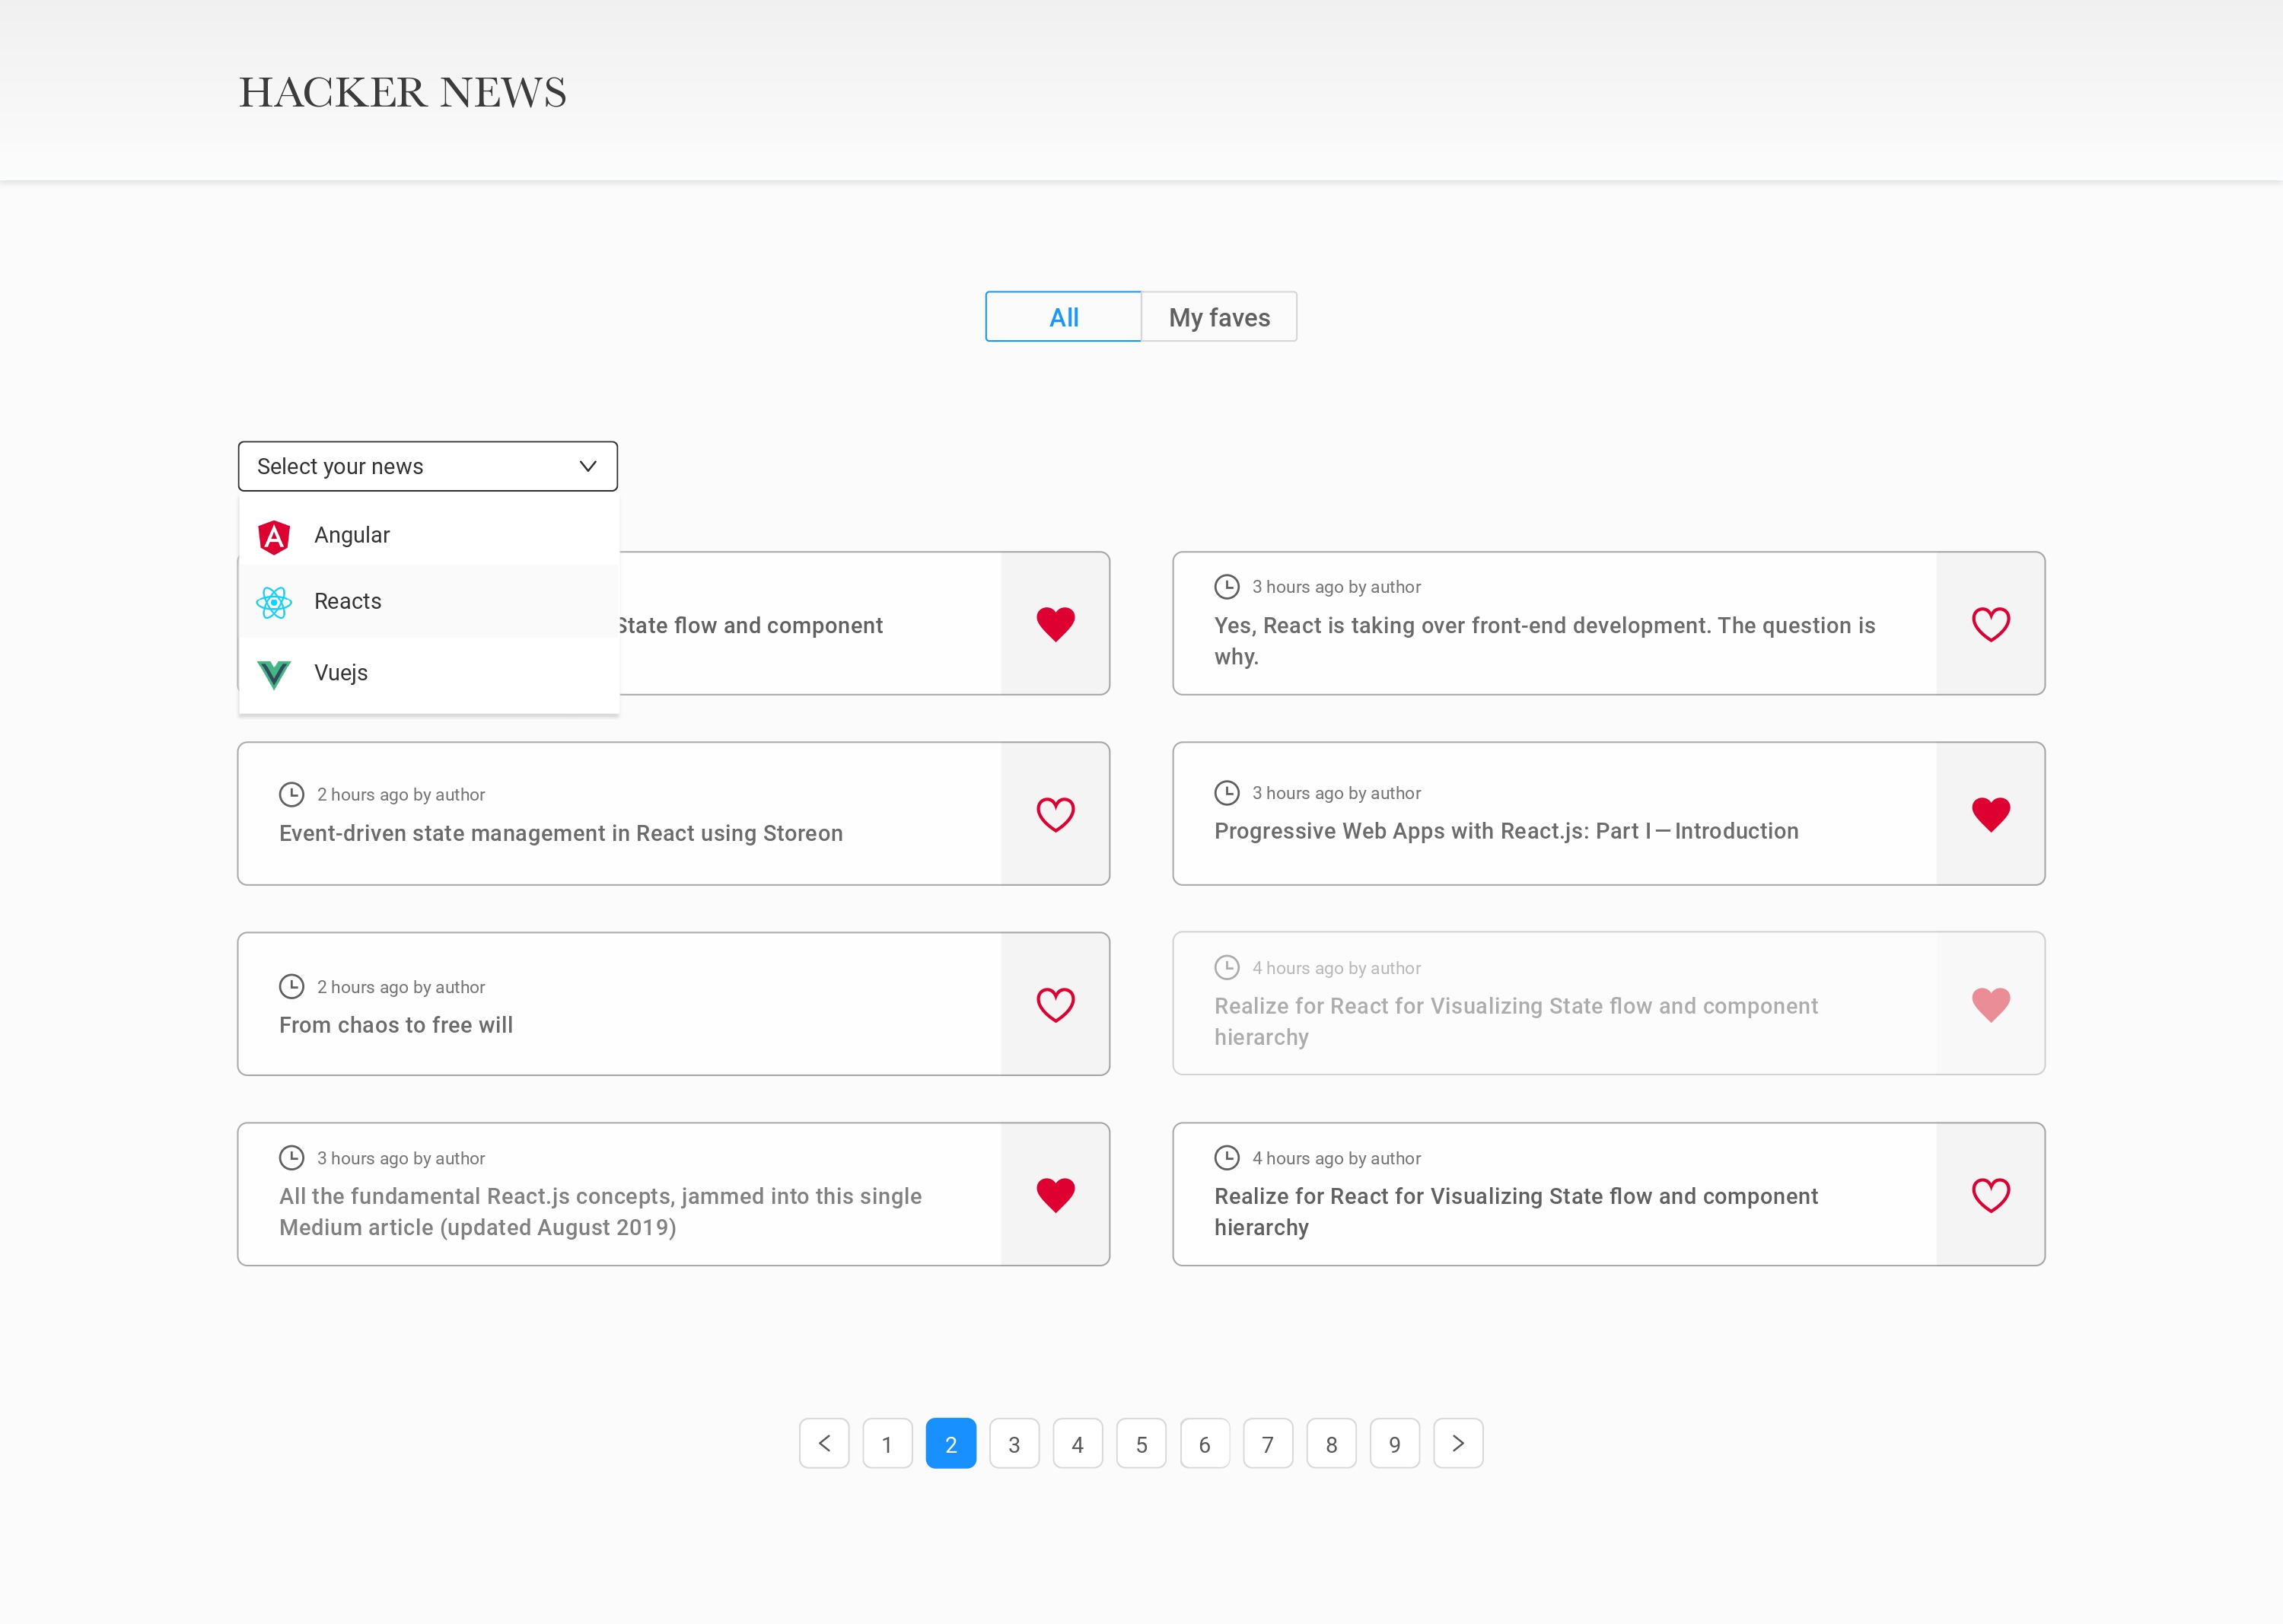 HACKER NEWS
All
My faves
Select your news
Angular
Reacts
Vuejs
State flow and component
3 hours ago by author
Yes, React is taking over front-end development. The question is
why.
2 hours ago by author
Event-driven state management in React using Storeon
3 hours ago by author
Progressive Web Apps with React.js: Part I — Introduction
2 hours ago by author
From chaos to free will
4 hours ago by author
Realize for React for Visualizing State flow and component
hierarchy
3 hours ago by author
All the fundamental React.js concepts, jammed into this single
Medium article (updated August 2019)
4 hours ago by author
Realize for React for Visualizing State flow and component
hierarchy
< 1 2 3 4 5 6 7 8 9 >